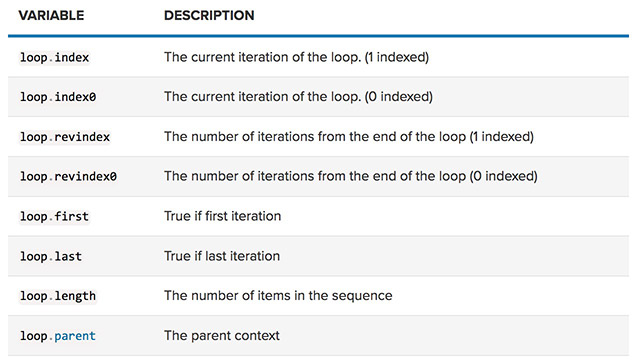 VARIABLE DESCRIPTION
loop.index The current iteration of the loop. (1 indexed)
loop.index0 The current iteration of the loop. (0 indexed)
loop.revindex The number of iterations from the end of the loop (1 indexed)
loop.revindex0 The number of iterations from the end of the loop (0 indexed)
loop.first True if first iteration
loop.last True if last iteration
loop.length The number of items in the sequence
loop.parent The parent context